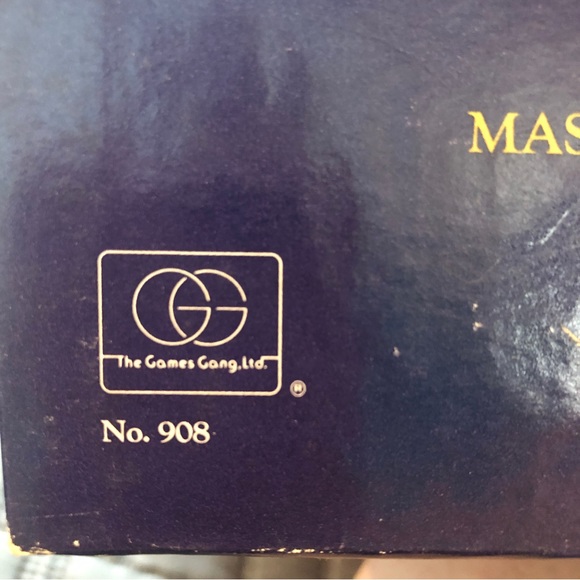 MAS
The Games Gang, Ltd.
®
No. 908